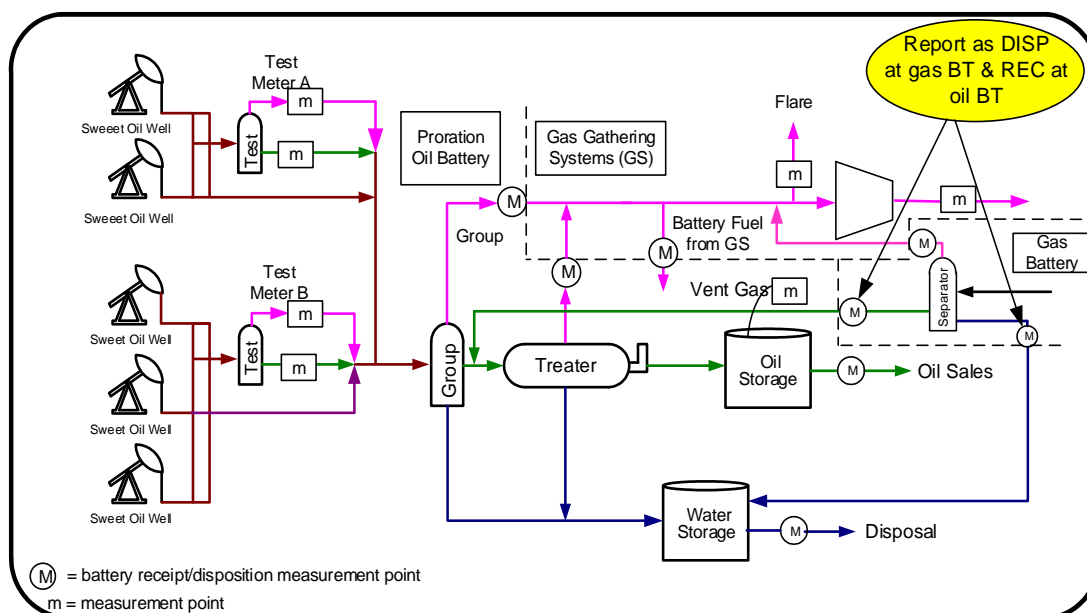 Report as DISP
at gas BT & REC at
oil BT
Test
Meter A
m
Test
m
Sweeet Oil Well
Sweeet Oil Well
Proration
Oil Battery
Gas Gathering
Systems (GS)
Flare
m
m
M
Group
Battery Fuel
from GS
M
M
M
Gas
Battery
Separator
Vent Gas
m
M
M
Test
Meter B
m
Test
m
Sweet Oil Well
Sweet Oil Well
Sweet Oil Well
Group
Treater
Oil
Storage
M
Oil Sales
Water
Storage
M
Disposal
M = battery receipt/disposition measurement point
m = measurement point